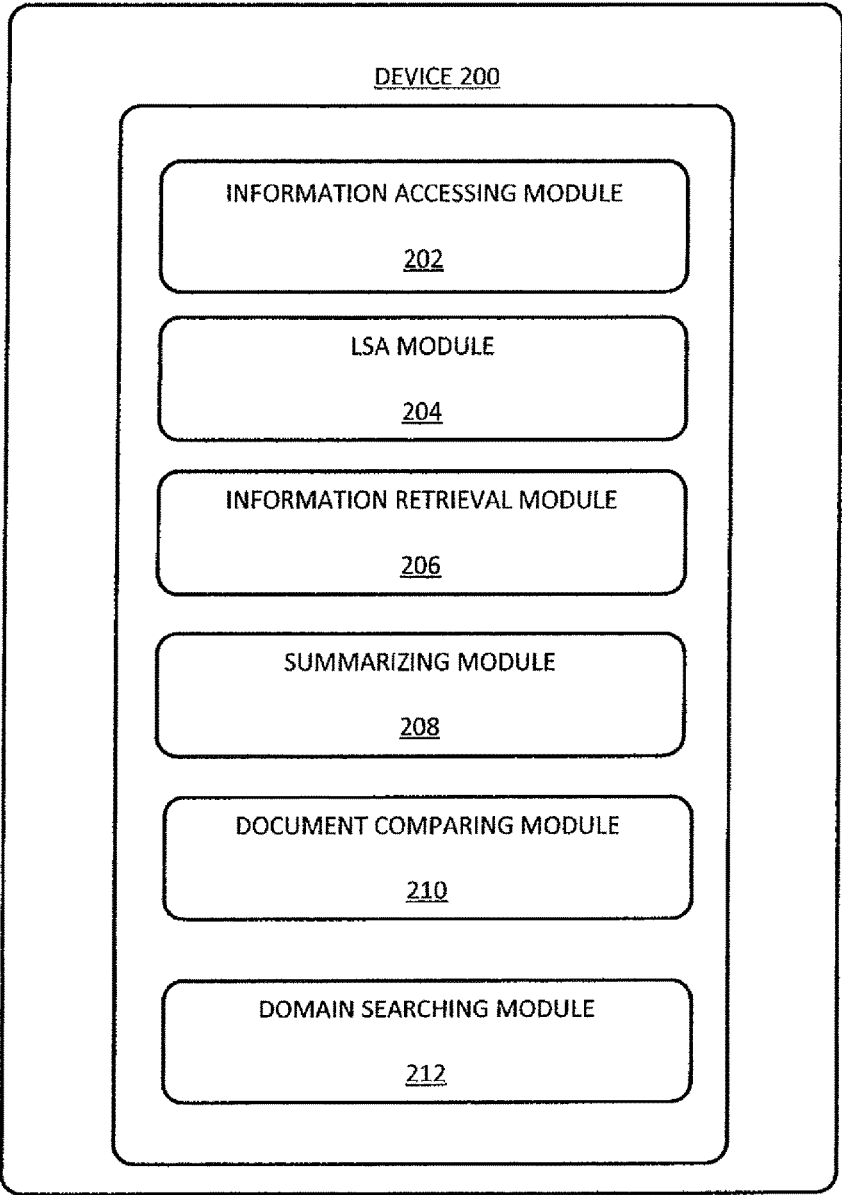 DEVICE 200
INFORMATION ACCESSING MODULE
202
LSA MODULE
204
INFORMATION RETRIEVAL MODULE
206
SUMMARIZING MODULE
208
DOCUMENT COMPARING MODULE
210
DOMAIN SEARCHING MODULE
212